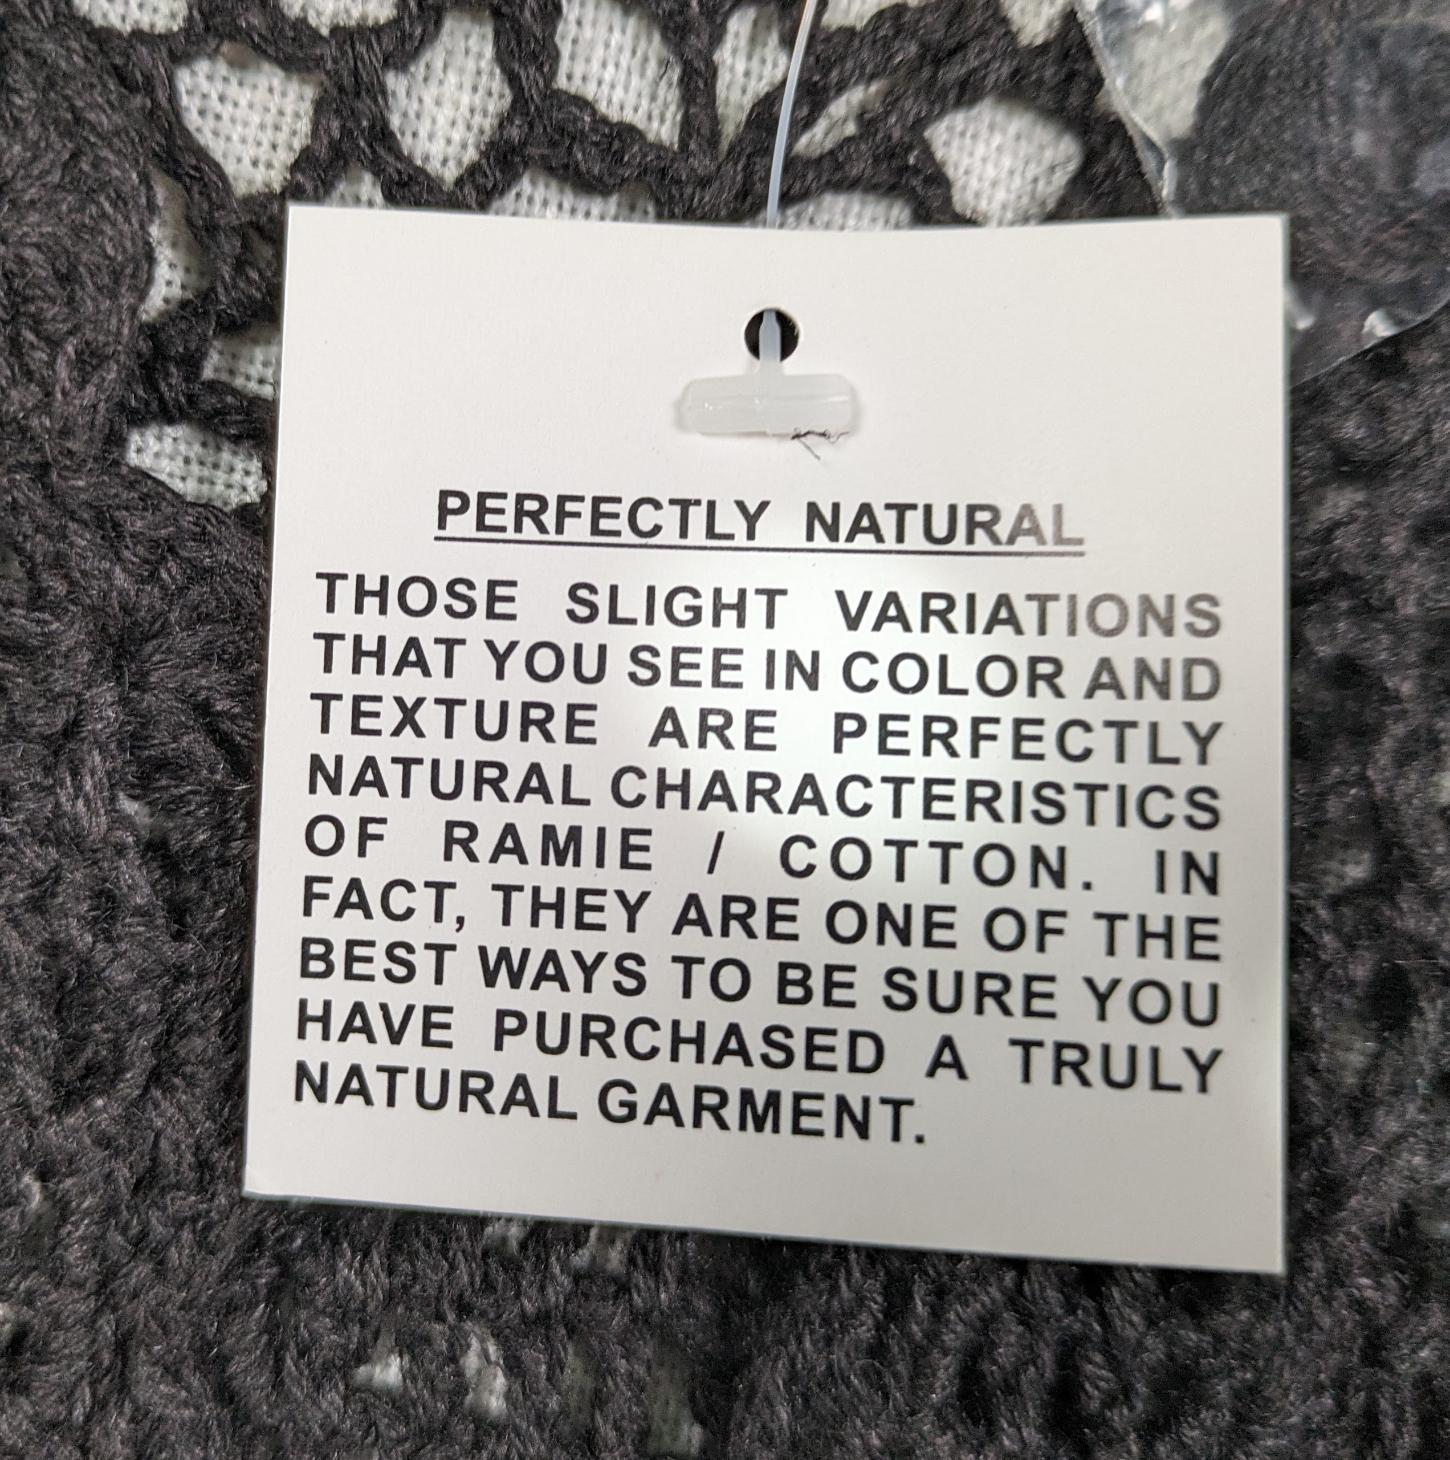 PERFECTLY NATURAL
THOSE SLIGHT VARIATIONS
THAT YOU SEE IN COLOR AND
TEXTURE ARE PERFECTLY
NATURAL CHARACTERISTICS
OF RAMIE / COTTON. IN
FACT, THEY ARE ONE OF THE
BEST WAYS TO BE SURE YOU
HAVE PURCHASED A TRULY
NATURAL GARMENT.